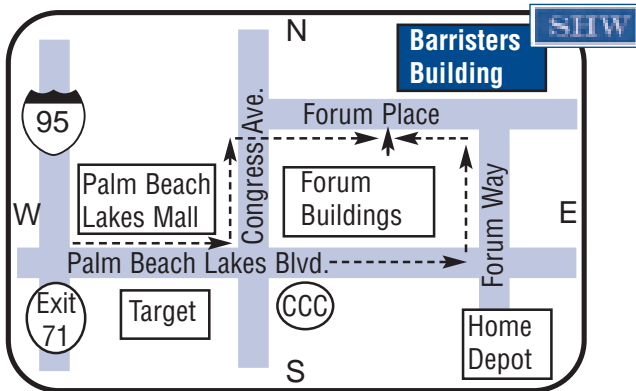 N
SHW
Barristers
Building
95
Forum Place
Congress Ave.
Palm Beach
Lakes Mall
Forum
Buildings
Forum Way
W
E
Palm Beach Lakes Blvd.
Exit
71
Target
CCC
Home
Depot
S